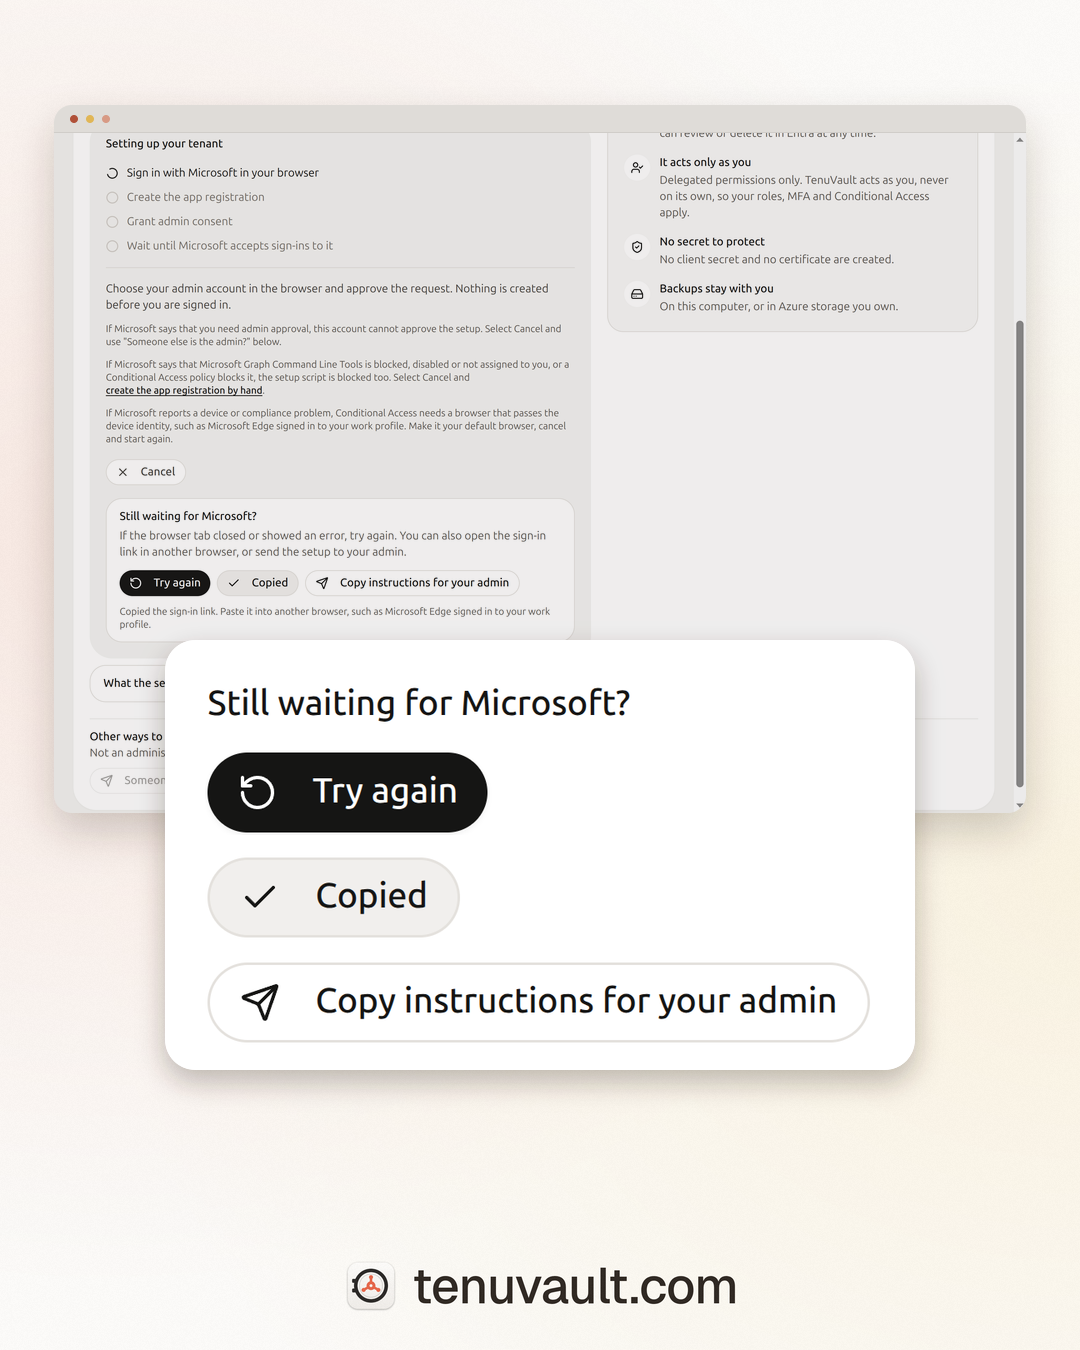 Setting up your tenant
Sign in with Microsoft in your browser
Create the app registration
Grant admin consent
Wait until Microsoft accepts sign-ins to it
Choose your admin account in the browser and approve the request. Nothing is created
before you are signed in.
If Microsoft says that you need admin approval, this account cannot approve the setup. Select Cancel and
use "Someone else is the admin?" below.
If Microsoft says that Microsoft Graph Command Line Tools is blocked, disabled or not assigned to you, or a
Conditional Access policy blocks it, the setup script is blocked too. Select Cancel and
create the app registration by hand.
If Microsoft reports a device or compliance problem, Conditional Access needs a browser that passes the
device identity, such as Microsoft Edge signed in to your work profile. Make it your default browser, cancel
and start again.
Cancel
Still waiting for Microsoft?
If the browser tab closed or showed an error, try again. You can also open the sign-in
link in another browser, or send the setup to your admin.
Try again
Copied
Copy instructions for your admin
Copied the sign-in link. Paste it into another browser, such as Microsoft Edge signed in to your work
profile.
What the se
Other ways to
Not an adminis
Someon
can review or delete it in Entra at any time.
It acts only as you
Delegated permissions only. TenuVault acts as you, never
on its own, so your roles, MFA and Conditional Access
apply.
No secret to protect
No client secret and no certificate are created.
Backups stay with you
On this computer, or in Azure storage you own.
Still waiting for Microsoft?
Try again
Copied
Copy instructions for your admin
tenuvault.com